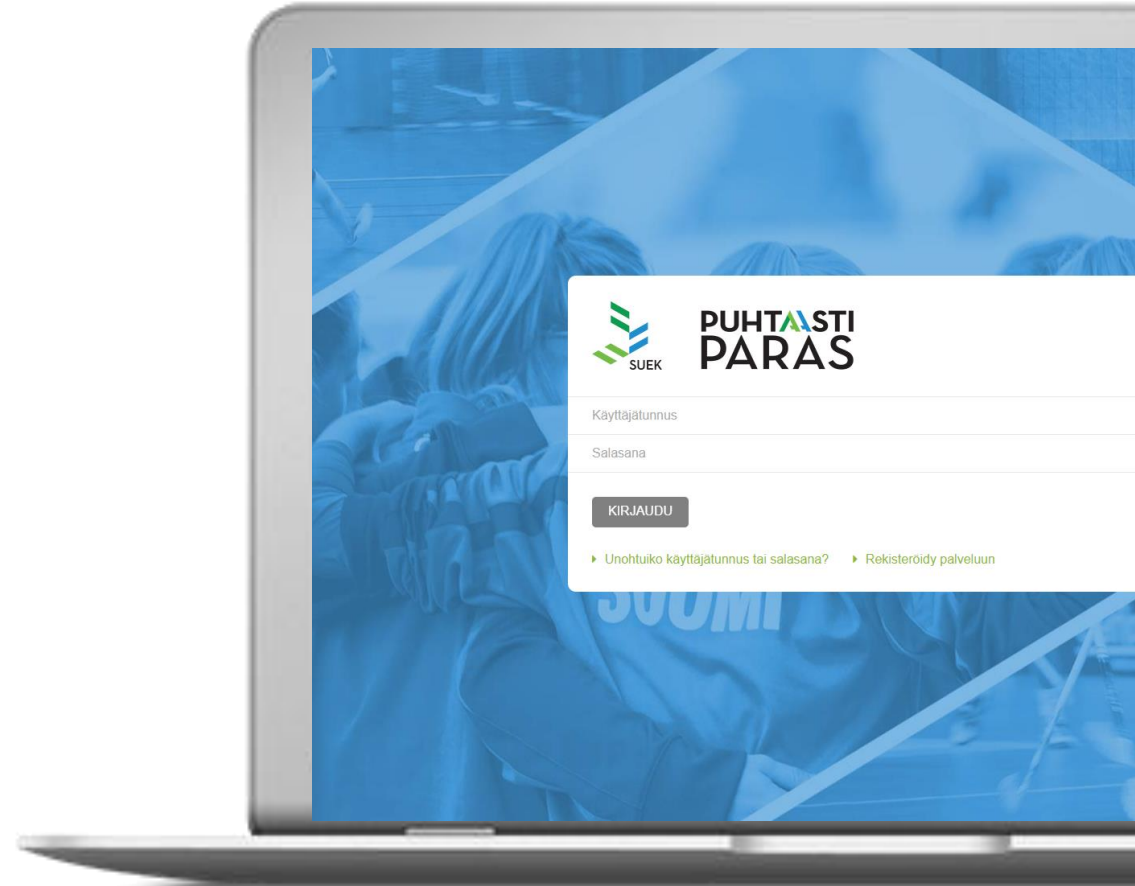 SUEK
PUHTAASTI
PARAS
Käyttäjätunnus
Salasana
KIRJAUDU
Unohtuiko käyttäjätunnus tai salasana?
Rekisteröidy palveluun
SUOMI